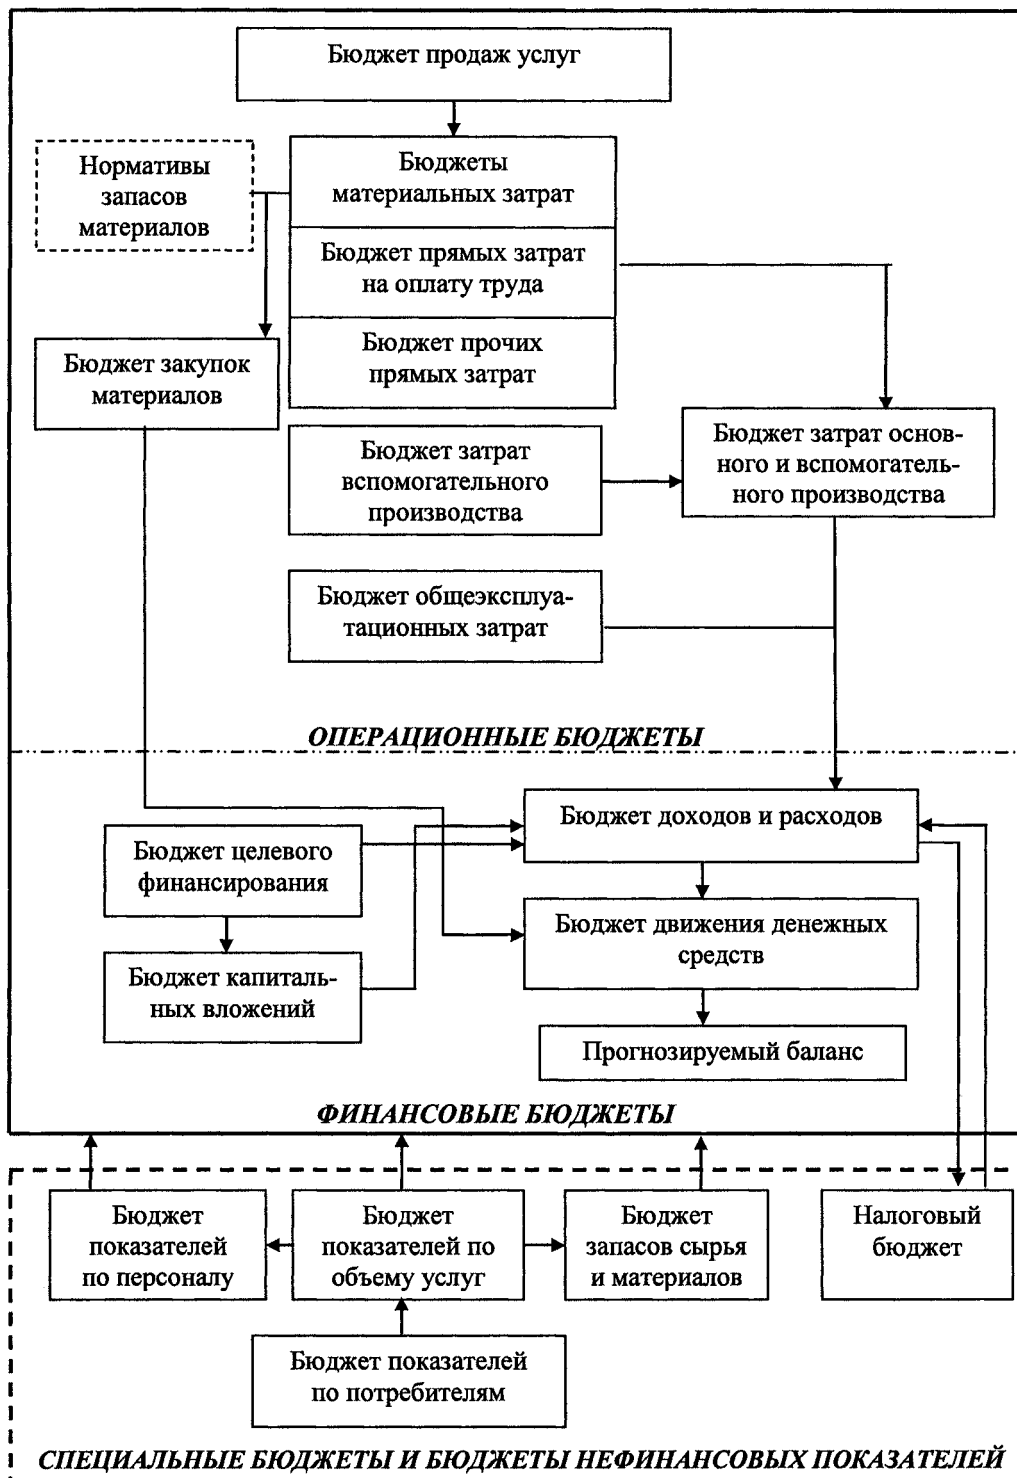 Бюджет продаж услуг
Нормативы
запасов
материалов
Бюджеты
материальных затрат
Бюджет прямых затрат
на оплату труда
Бюджет прочих
прямых затрат
Бюджет закупок
материалов
Бюджет затрат
вспомогательного
производства
Бюджет затрат основ-
ного и вспомогатель-
ного производства
Бюджет общеэксплуа-
тационных затрат
ОПЕРАЦИОННЫЕ БЮДЖЕТЫ
Бюджет доходов и расходов
Бюджет целевого
финансирования
Бюджет движения денежных
средств
Бюджет капиталь-
ных вложений
Прогнозируемый баланс
ФИНАНСОВЫЕ БЮДЖЕТЫ
Бюджет
показателей
по персоналу
Бюджет
показателей по
объему услуг
Бюджет
запасов сырья
и материалов
Налоговый
бюджет
Бюджет показателей
по потребителям
СПЕЦИАЛЬНЫЕ БЮДЖЕТЫ И БЮДЖЕТЫ НЕФИНАНСОВЫХ ПОКАЗАТЕЛЕЙ